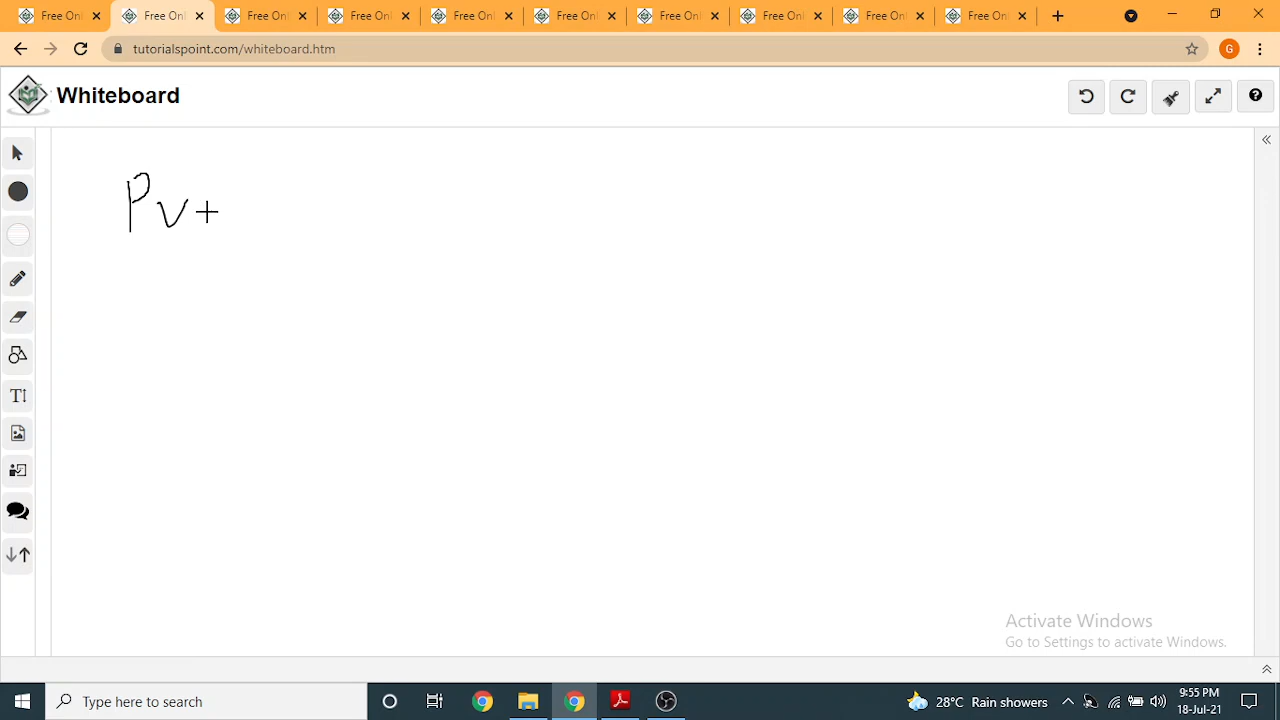 Free Onl
Free Onl
Free Onl
Free Onl
Free Onl
Free Onl
Free Onl
Free Onl
Free Onl
Free Onl
G
tutorialspoint.com/whiteboard.htm
Whiteboard
Pv
T
Activate Windows
Go to Settings to activate Windows.
Type here to search
28°C Rain showers
9:55 PM
18-Jul-21